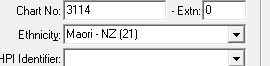 Chart No: 3114 - Extn: 0
Ethnicity: Maori - NZ (21)
HPI Identifier: